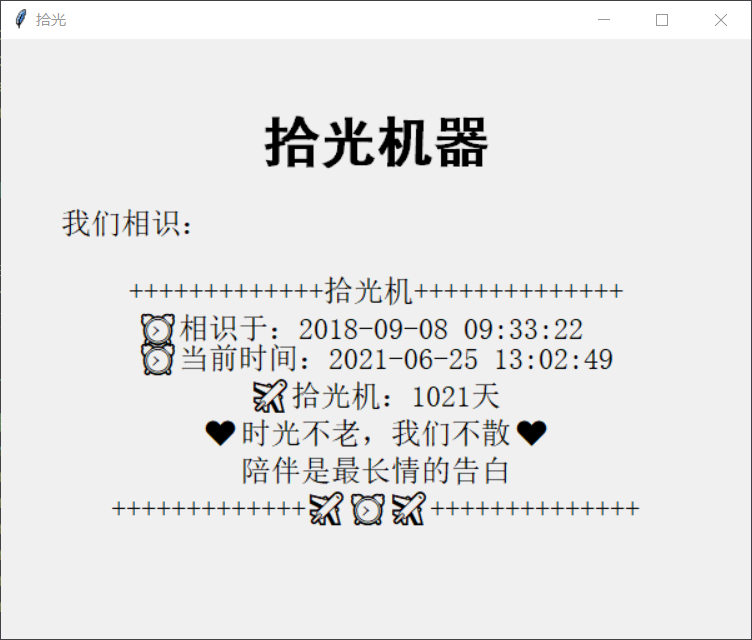 拾光
拾光机器
我们相识：
+++++++++++++拾光机++++++++++++++
⏰相识于：2018-09-08 09:33:22
⏰当前时间：2021-06-25 13:02:49
✈拾光机：1021天
❤时光不老，我们不散❤
陪伴是最长情的告白
+++++++++++++✈⏰✈++++++++++++++